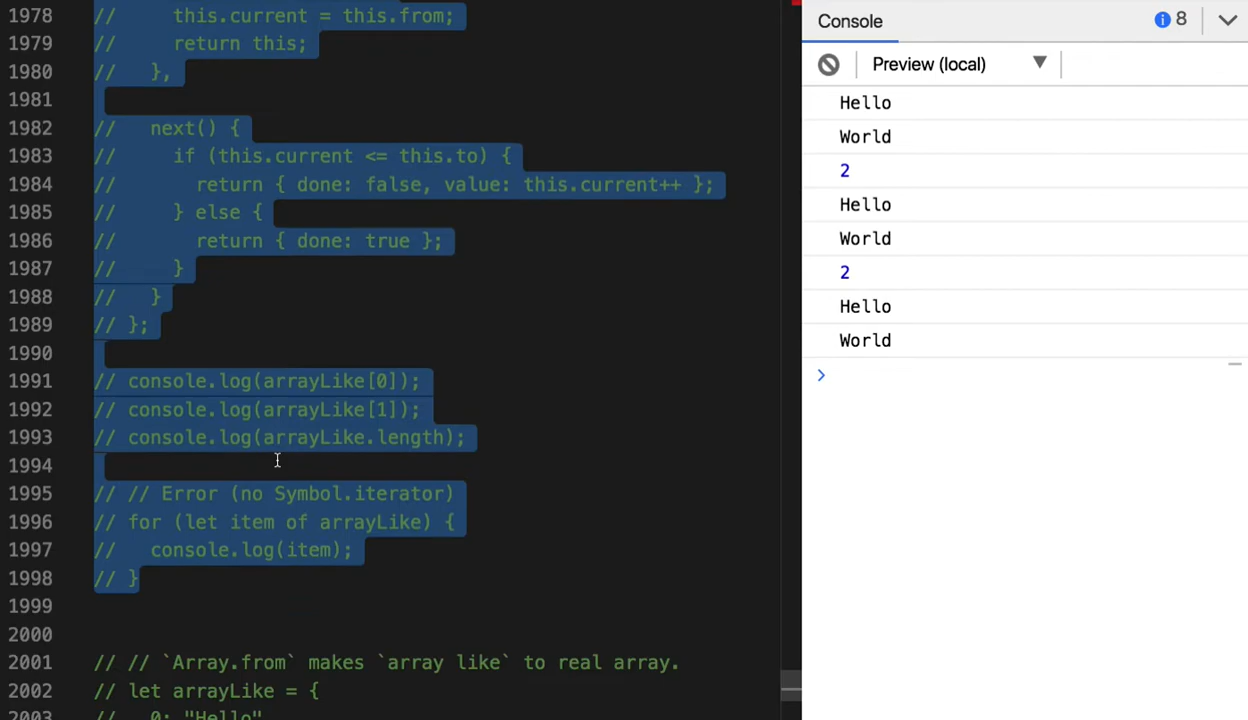 1978 //     this.current = this.from;
1979 //     return this;
1980 //   },
1981
1982 //   next() {
1983 //     if (this.current <= this.to) {
1984 //       return { done: false, value: this.current++ };
1985 //     } else {
1986 //       return { done: true };
1987 //     }
1988 //   }
1989 // };
1990
1991 // console.log(arrayLike[0]);
1992 // console.log(arrayLike[1]);
1993 // console.log(arrayLike.length);
1994
1995 // // Error (no Symbol.iterator)
1996 // for (let item of arrayLike) {
1997 //   console.log(item);
1998 // }
1999
2000
2001 // // `Array.from` makes `array like` to real array.
2002 // let arrayLike = {
2003 //   0: "Hello"
Console
8
Preview (local)
Hello
World
2
Hello
World
2
Hello
World